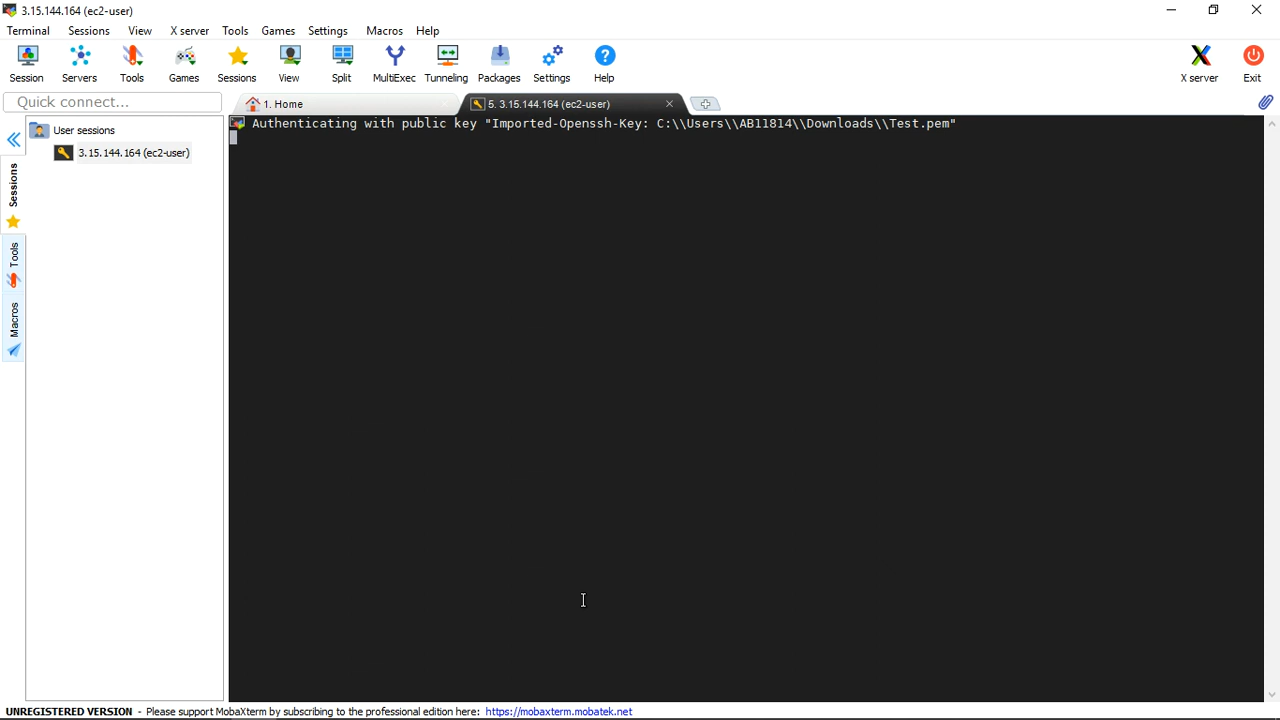 3.15.144.164 (ec2-user)
Terminal Sessions View X server Tools Games Settings Macros Help
Session Servers Tools Games Sessions View Split MultiExec Tunneling Packages Settings Help X server Exit
Quick connect...
1. Home
5. 3.15.144.164 (ec2-user)
User sessions
3.15.144.164 (ec2-user)
Sessions
Tools
Macros
Authenticating with public key "Imported-Openssh-Key: C:\\Users\\AB11814\\Downloads\\Test.pem"
UNREGISTERED VERSION - Please support MobaXterm by subscribing to the professional edition here: https://mobaxterm.mobatek.net